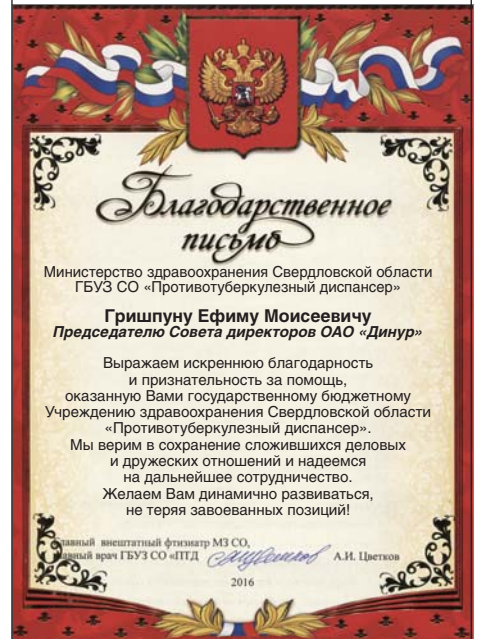 Благодарственное
письмо
Министерство здравоохранения Свердловской области
ГБУЗ СО «Противотуберкулезный диспансер»
Гришпуну Ефиму Моисеевичу
Председателю Совета директоров ОАО «Динур»
Выражаем искреннюю благодарность
и признательность за помощь,
оказанную Вами государственному бюджетному
Учреждению здравоохранения Свердловской области
«Противотуберкулезный диспансер».
Мы верим в сохранение сложившихся деловых
и дружеских отношений и надеемся
на дальнейшее сотрудничество.
Желаем Вам динамично развиваться,
не теряя завоеванных позиций!
главный внештатный фтизиатр МЗ СО,
главный врач ГБУЗ СО «ПТД А.И. Цветков
2016